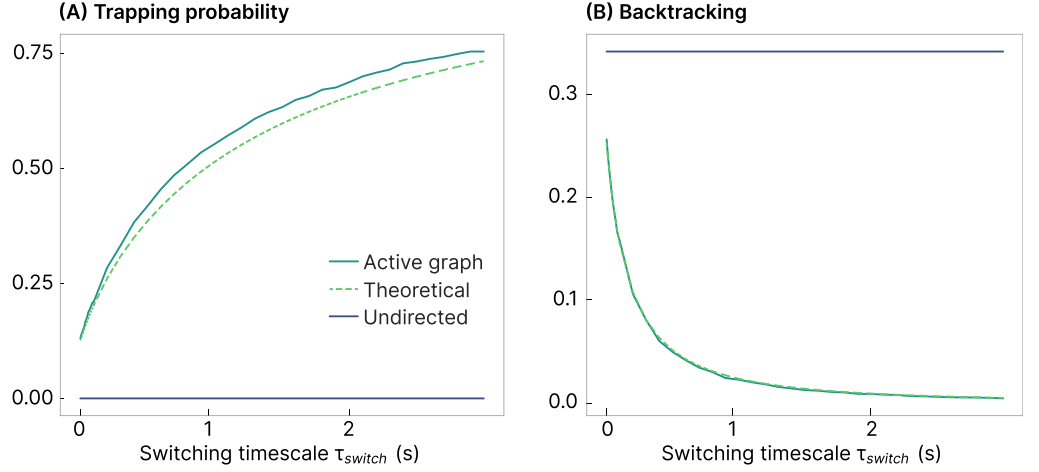 (A) Trapping probability
0.75
0.50
0.25
0.00
Active graph
Theoretical
Undirected
0 1 2
Switching timescale τswitch (s)
(B) Backtracking
0.3
0.2
0.1
0.0
0 1 2
Switching timescale τswitch (s)